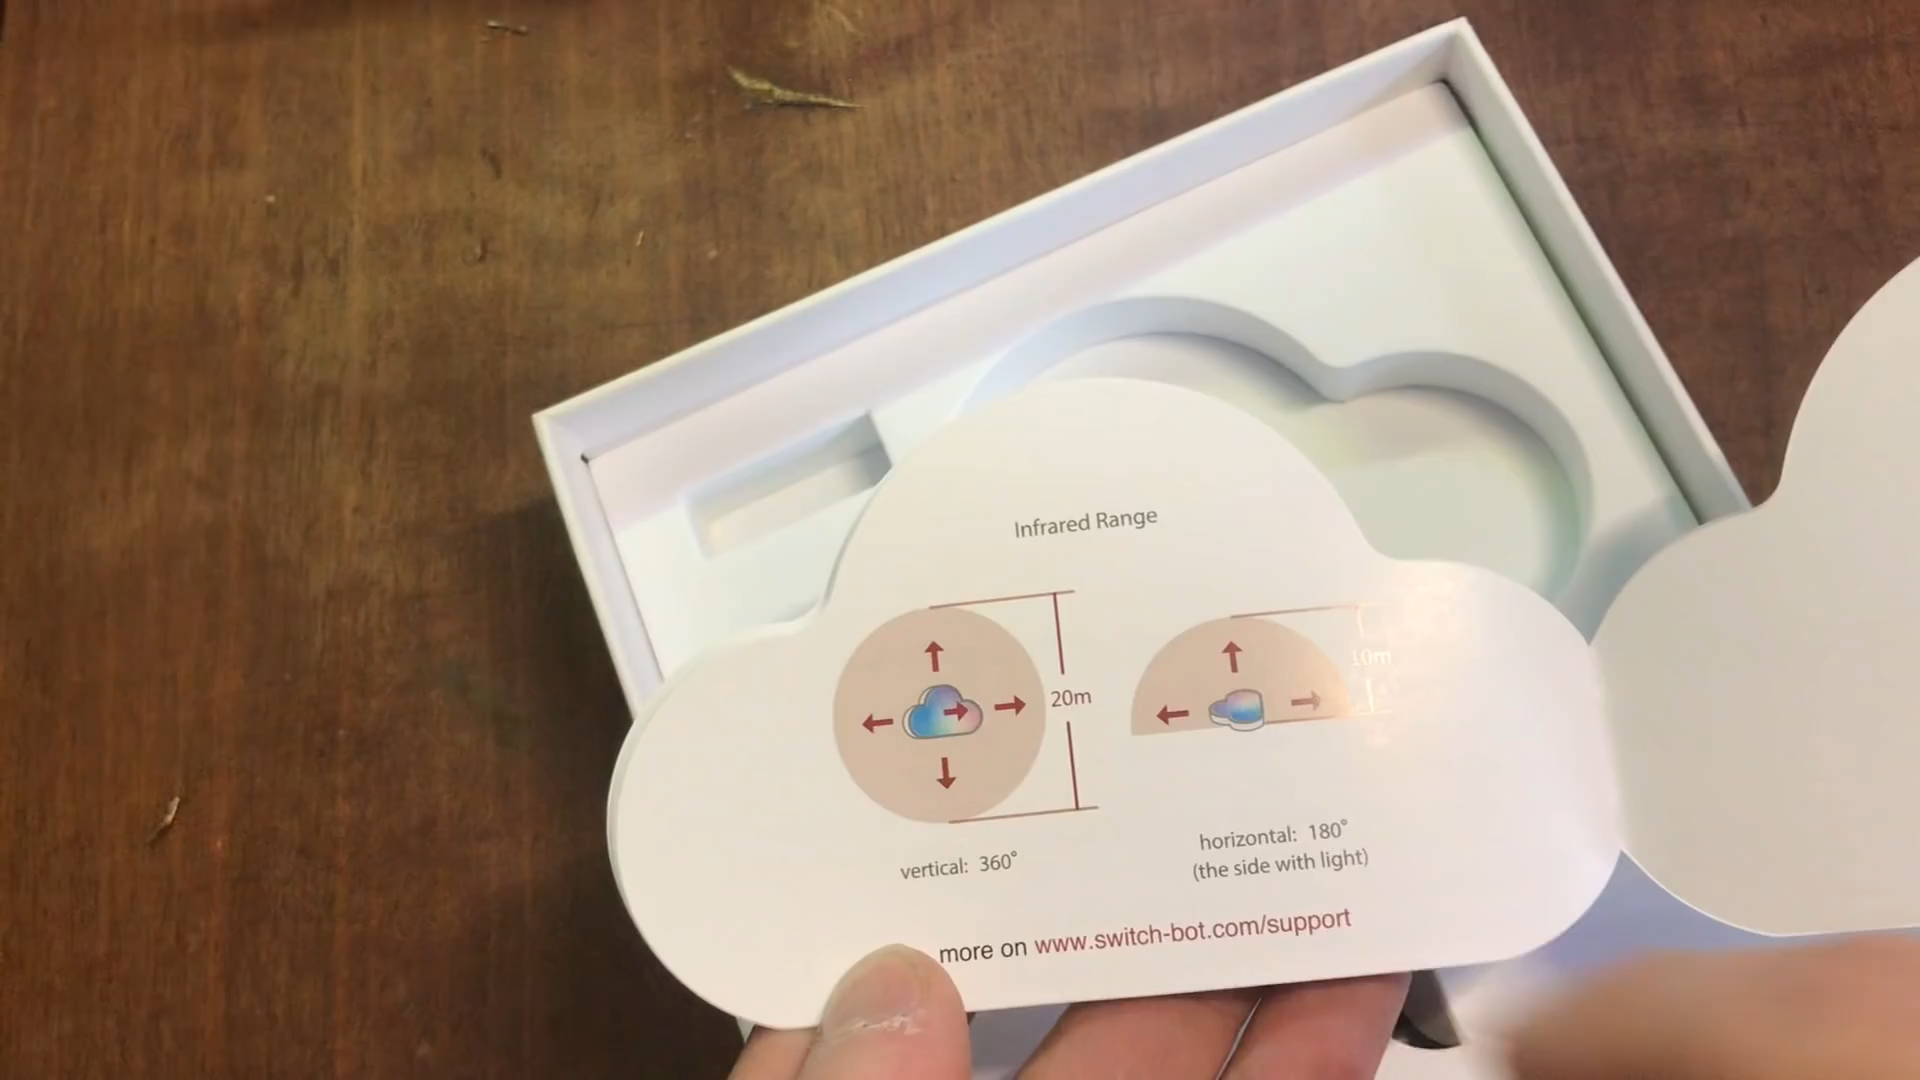 Infrared Range
20m
10m
vertical: 360°
horizontal: 180°
(the side with light)
more on www.switch-bot.com/support